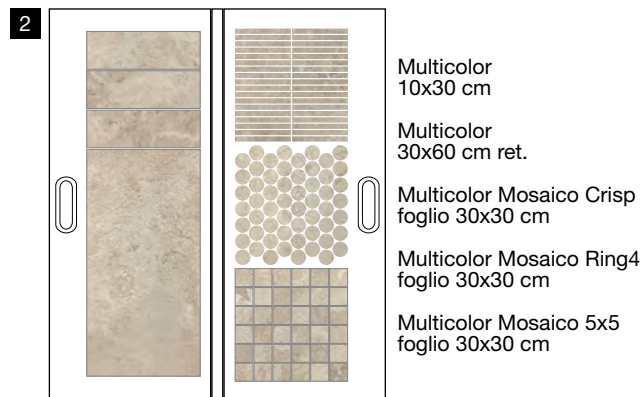 2
Multicolor
10x30 cm
Multicolor
30x60 cm ret.
Multicolor Mosaico Crisp
foglio 30x30 cm
Multicolor Mosaico Ring4
foglio 30x30 cm
Multicolor Mosaico 5x5
foglio 30x30 cm